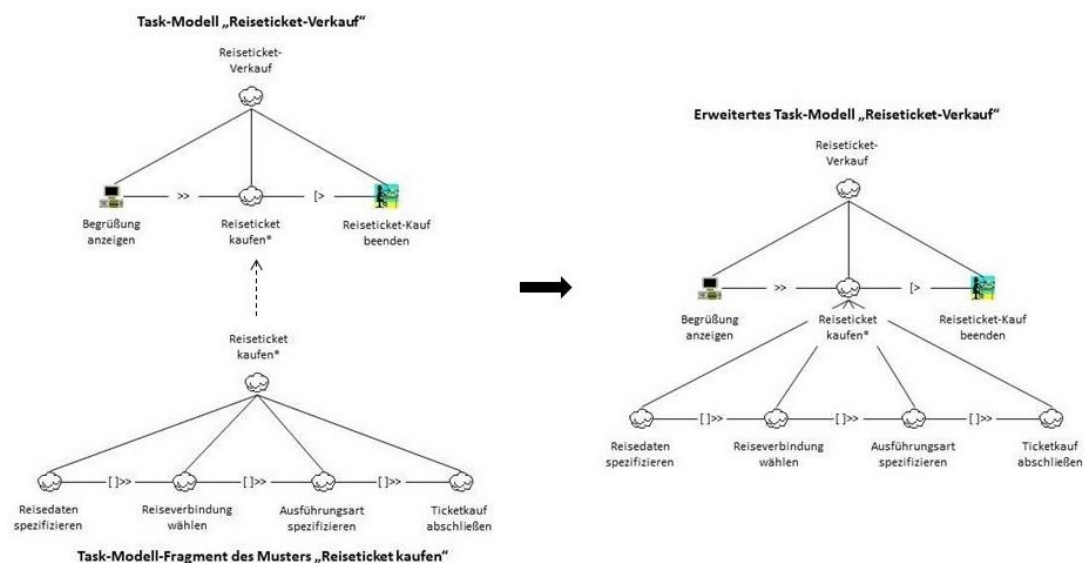 Task-Modell „Reiseticket-Verkauf“
Reiseticket-
Verkauf
>>
[>
Begrüßung
anzeigen
Reiseticket
kaufen*
Reiseticket-Kauf
beenden
Reiseticket
kaufen*
[ ]>>
[ ]>>
[ ]>>
Reisedaten
spezifizieren
Reiseverbindung
wählen
Ausführungsart
spezifizieren
Ticketkauf
abschließen
Task-Modell-Fragment des Musters „Reiseticket kaufen“
Erweitertes Task-Modell „Reiseticket-Verkauf“
Reiseticket-
Verkauf
>>
[>
Begrüßung
anzeigen
Reiseticket
kaufen*
Reiseticket-Kauf
beenden
[ ]>>
[ ]>>
[ ]>>
Reisedaten
spezifizieren
Reiseverbindung
wählen
Ausführungsart
spezifizieren
Ticketkauf
abschließen